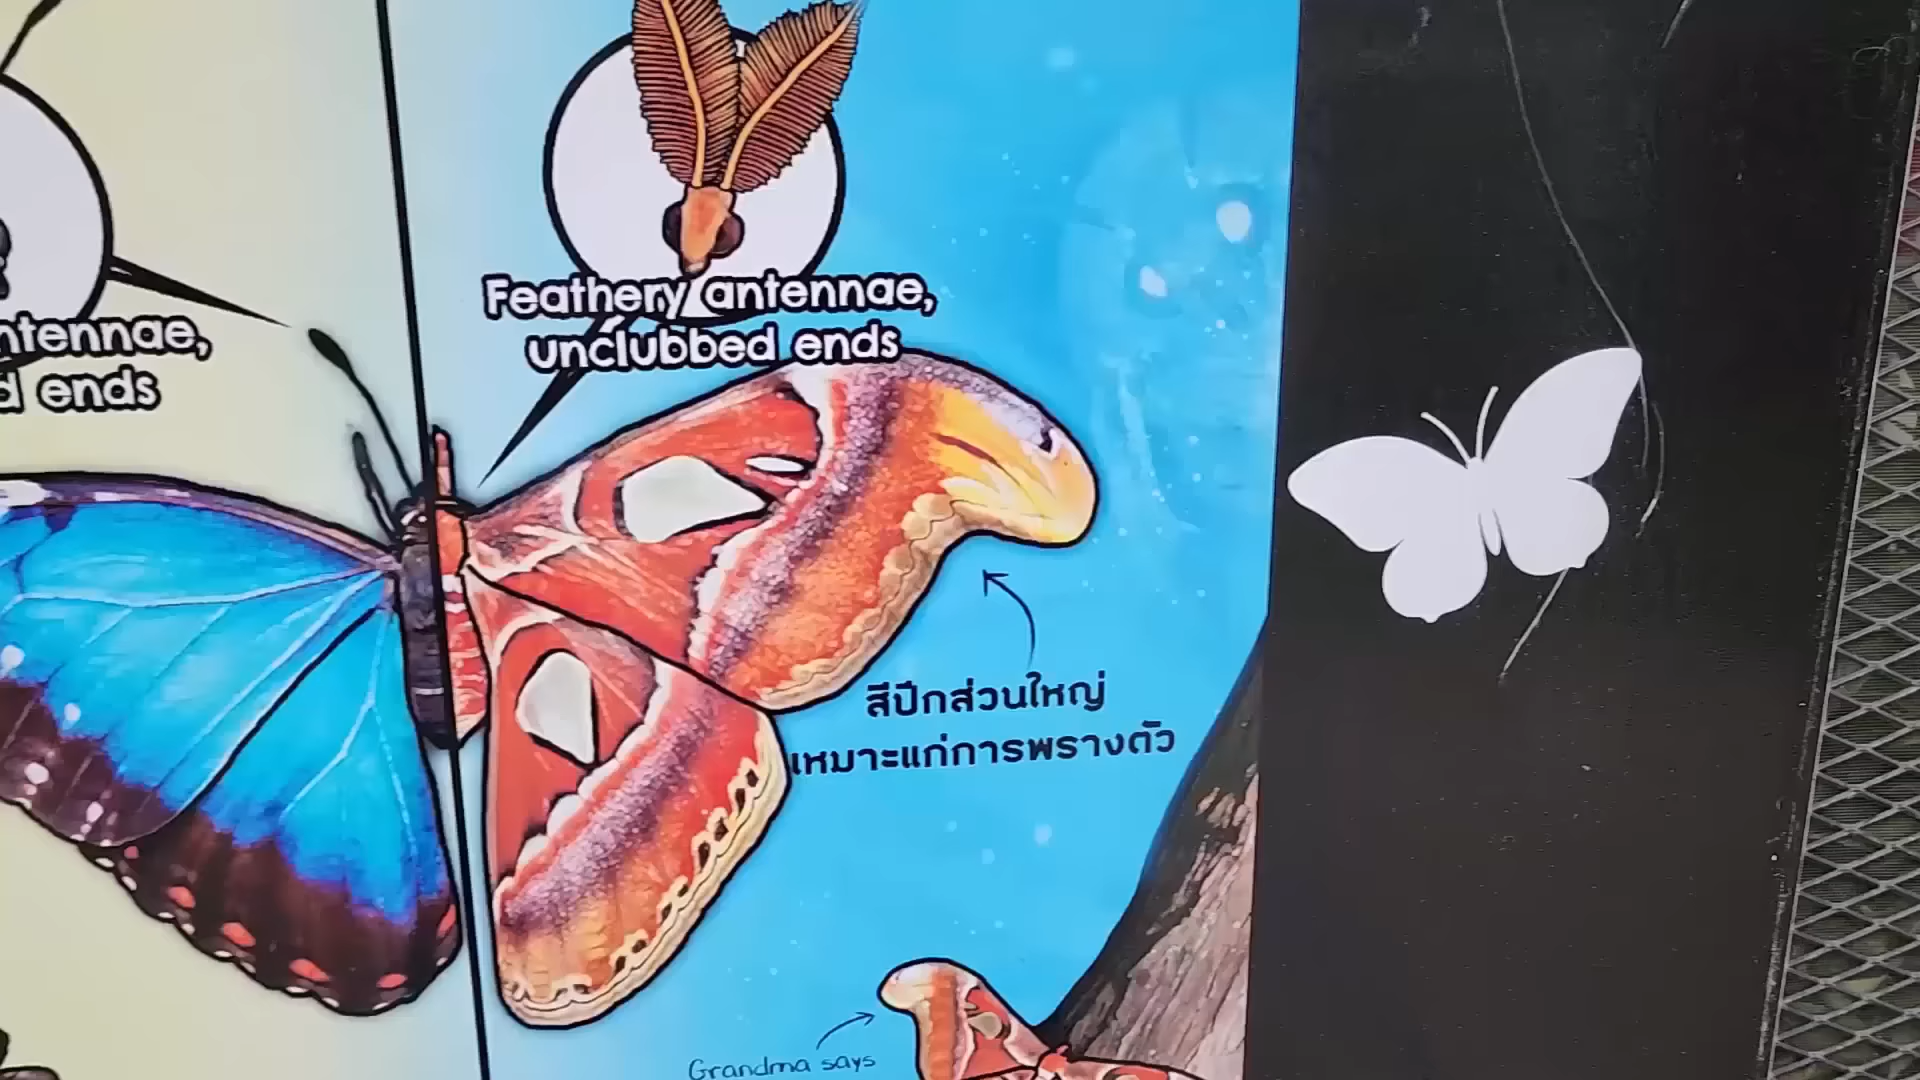 ntennae,
d ends
Feathery antennae,
unclubbed ends
สีปีกส่วนใหญ่
เหมาะแก่การพรางตัว
Grandma says